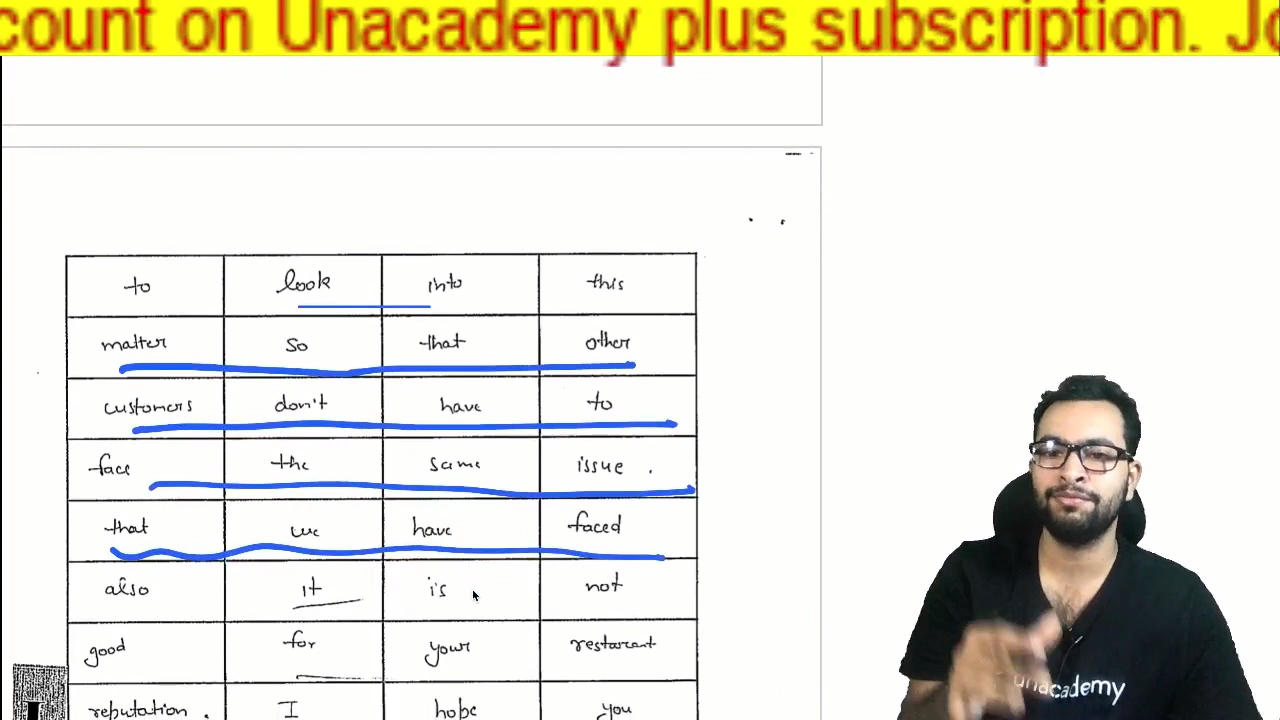 count on Unacademy plus subscription. Jo
to look into this
matter so that other
customers don't have to
face the same issue .
that we have faced
also it is not
good for your restarant
reputation . I hope you
unacademy